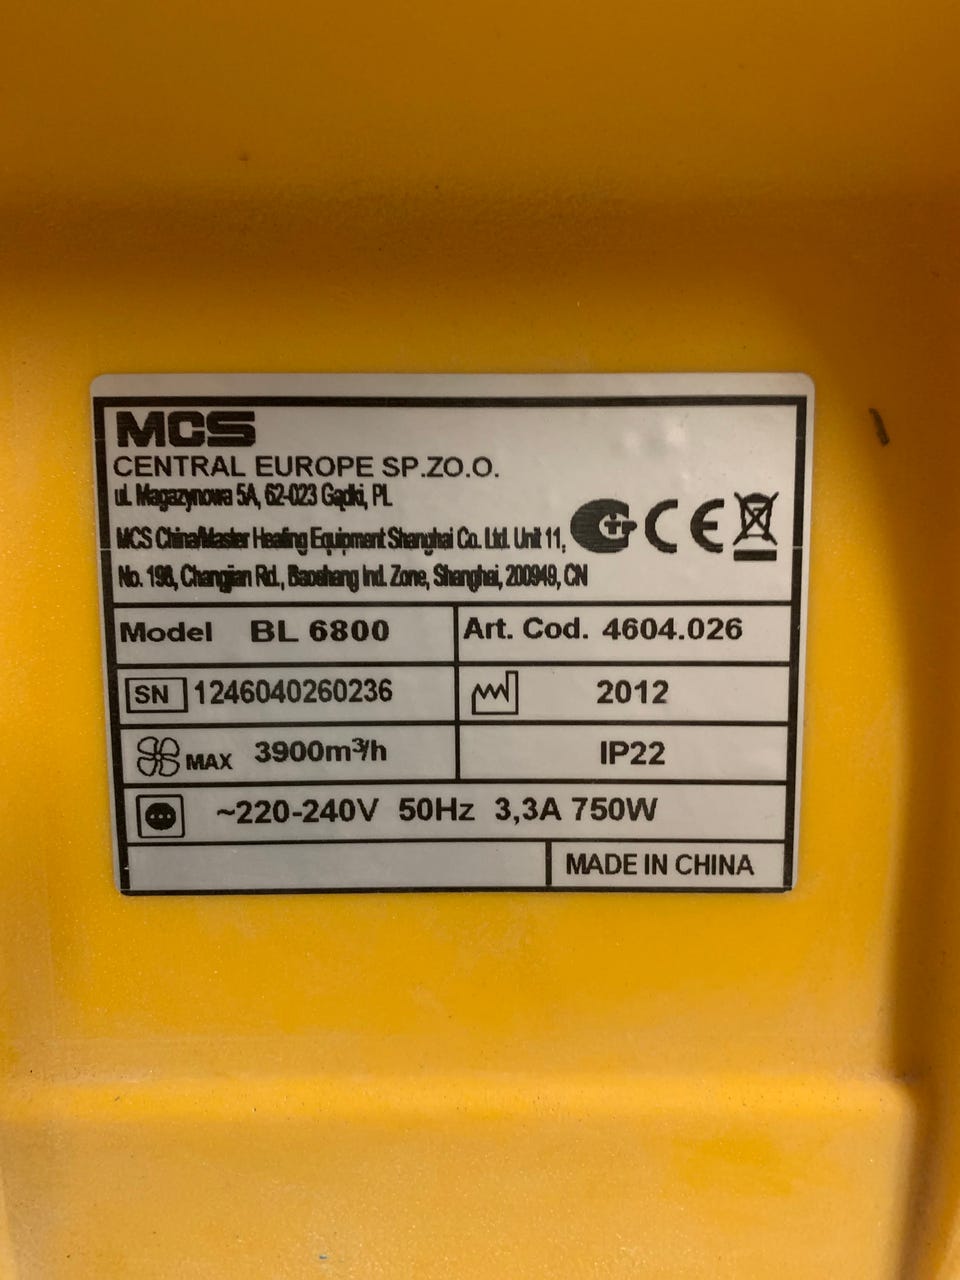 MCS
CENTRAL EUROPE SP.ZO.O.
ul. Magazynowa 5A, 62-023 Gądki, PL
MCS China/Master Heating Equipment Shanghai Co. Ltd. Unit 11,
No. 198, Changjian Rd., Baoshang Ind. Zone, Shanghai, 200949, CN
CE
Model BL 6800 Art. Cod. 4604.026
SN 1246040260236 2012
MAX 3900m³/h IP22
~220-240V 50Hz 3,3A 750W
MADE IN CHINA